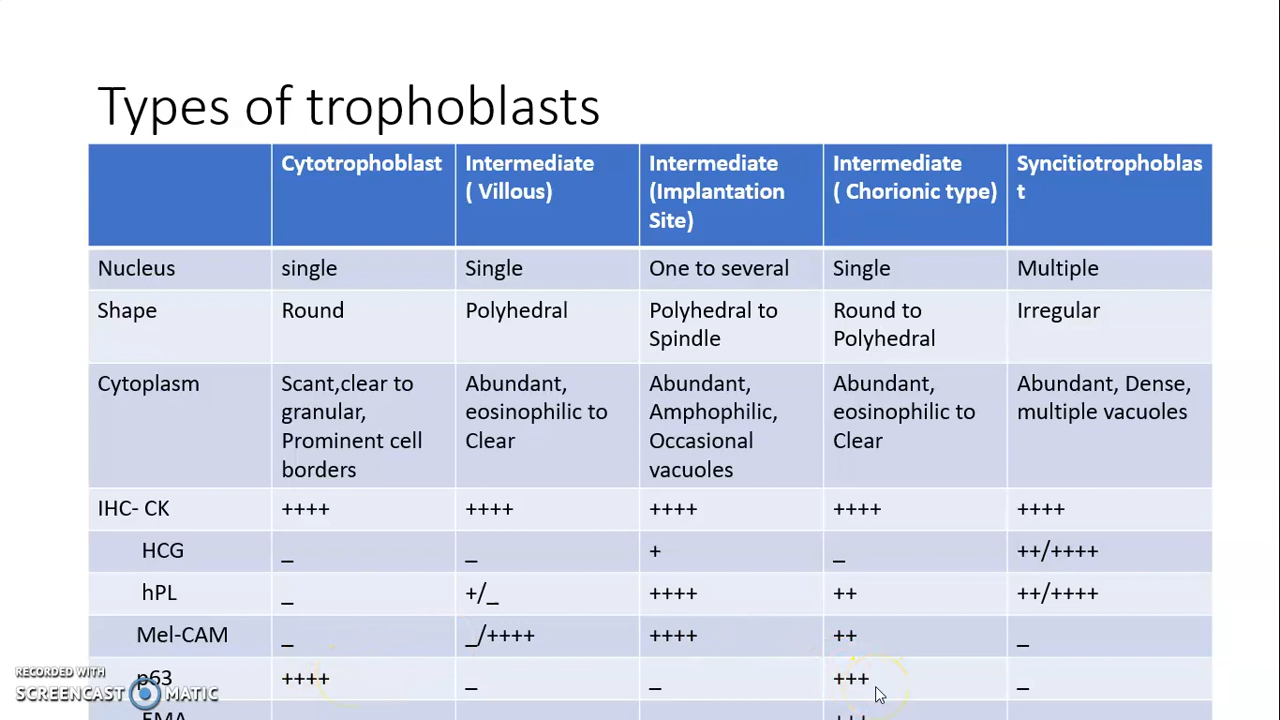 Types of trophoblasts
Cytotrophoblast Intermediate ( Villous) Intermediate (Implantation Site) Intermediate ( Chorionic type) Syncitiotrophoblas t
Nucleus single Single One to several Single Multiple
Shape Round Polyhedral Polyhedral to Spindle Round to Polyhedral Irregular
Cytoplasm Scant,clear to granular, Prominent cell borders Abundant, eosinophilic to Clear Abundant, Amphophilic, Occasional vacuoles Abundant, eosinophilic to Clear Abundant, Dense, multiple vacuoles
IHC- CK ++++ ++++ ++++ ++++ ++++
HCG _ _ + _ ++/++++
hPL _ +/_ ++++ ++ ++/++++
Mel-CAM _ _/++++ ++++ ++ _
p63 ++++ _ _ +++ _
EMA +++
RECORDED WITH
SCREENCAST MATIC